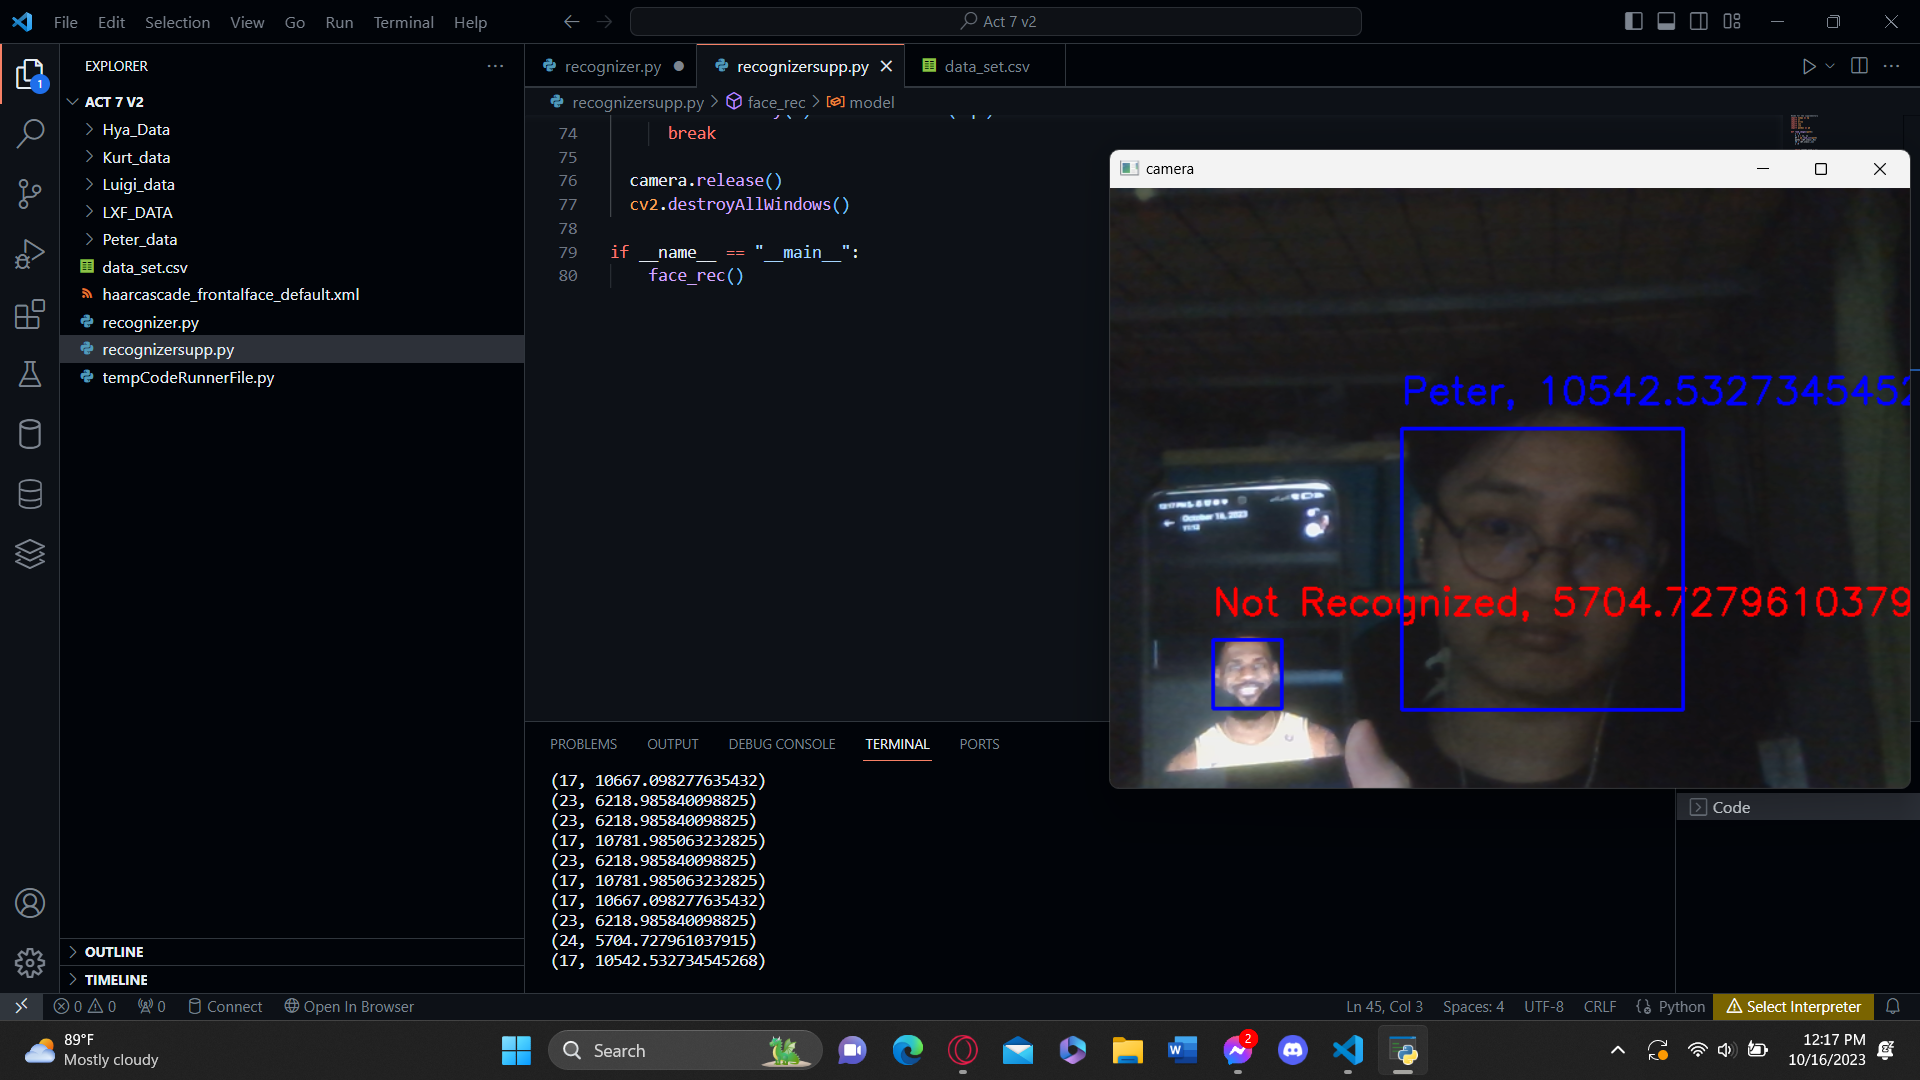 File Edit Selection View Go Run Terminal Help
Act 7 v2
EXPLORER
recognizer.py
recognizersupp.py
data_set.csv
ACT 7 V2
recognizersupp.py
face_rec
model
Hya_Data
Kurt_data
Luigi_data
LXF_DATA
Peter_data
data_set.csv
haarcascade_frontalface_default.xml
recognizer.py
recognizersupp.py
tempCodeRunnerFile.py
74 break
75
76 camera.release()
77 cv2.destroyAllWindows()
78
79 if __name__ == "__main__":
80 face_rec()
camera
Peter, 10542.5327345452
October 16, 2023
Not Recognized, 5704.7279610379
PROBLEMS OUTPUT DEBUG CONSOLE TERMINAL PORTS
(17, 10667.098277635432)
(23, 6218.985840098825)
(23, 6218.985840098825)
(17, 10781.985063232825)
(23, 6218.985840098825)
(17, 10781.985063232825)
(17, 10667.098277635432)
(23, 6218.985840098825)
(24, 5704.727961037915)
(17, 10542.532734545268)
Code
OUTLINE
TIMELINE
1
0 0 0 Connect Open In Browser
Ln 45, Col 3 Spaces: 4 UTF-8 CRLF Python Select Interpreter
89°F
Mostly cloudy
Search
W
2
12:17 PM
10/16/2023